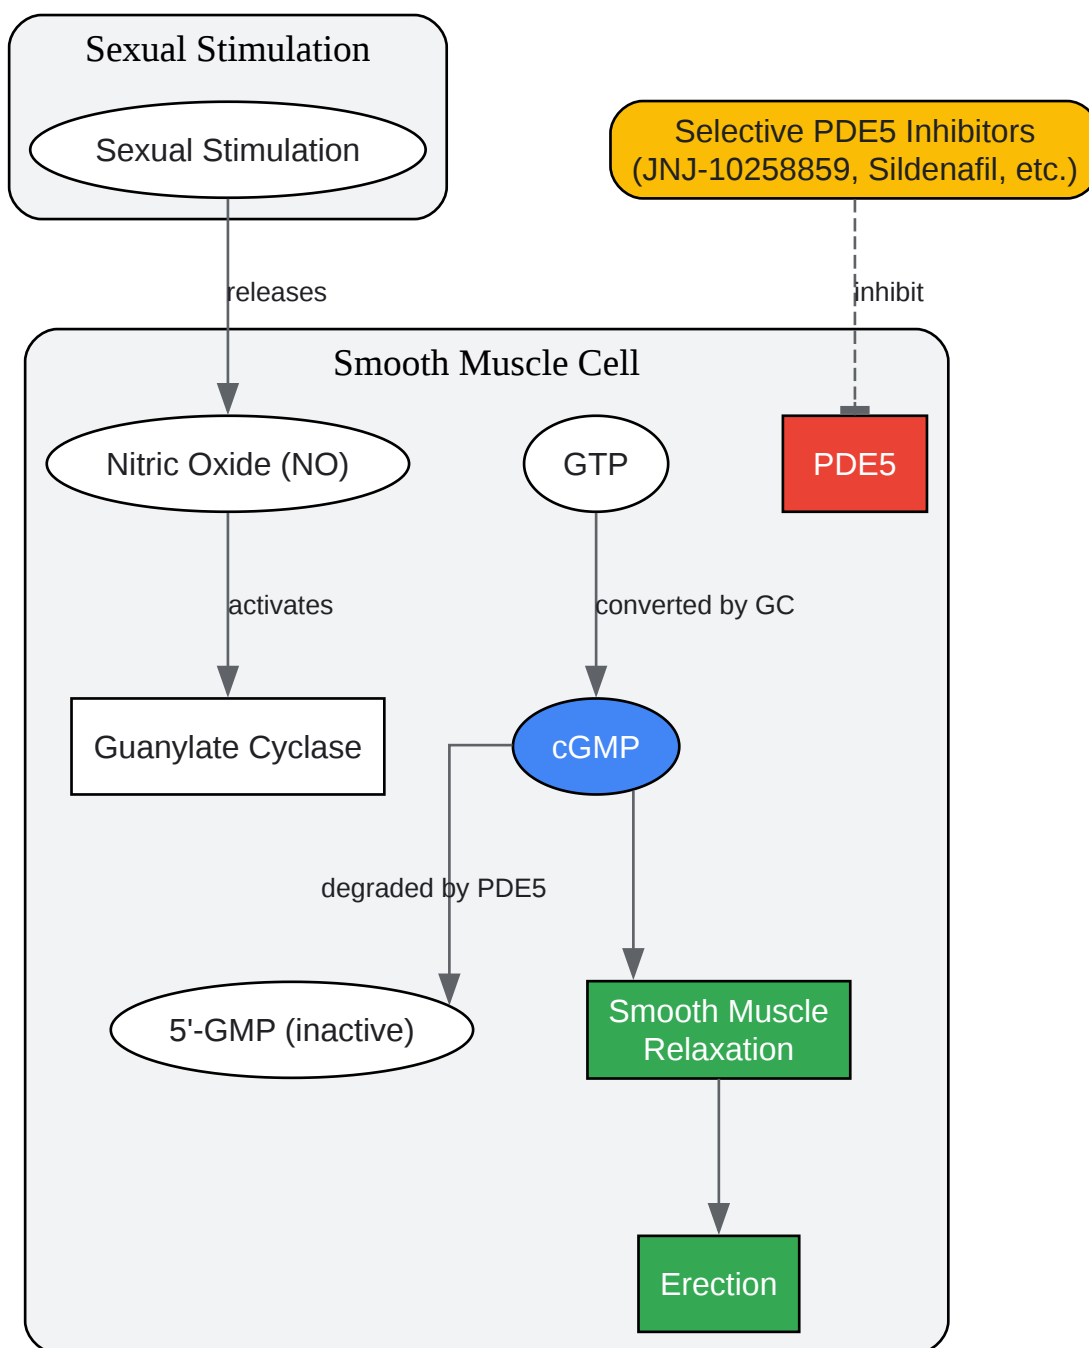 Sexual Stimulation
Sexual Stimulation
Selective PDE5 Inhibitors
(JNJ-10258859, Sildenafil, etc.)
releases
inhibit
Smooth Muscle Cell
Nitric Oxide (NO)
GTP
PDE5
activates
converted by GC
Guanylate Cyclase
cGMP
degraded by PDE5
5'-GMP (inactive)
Smooth Muscle
Relaxation
Erection